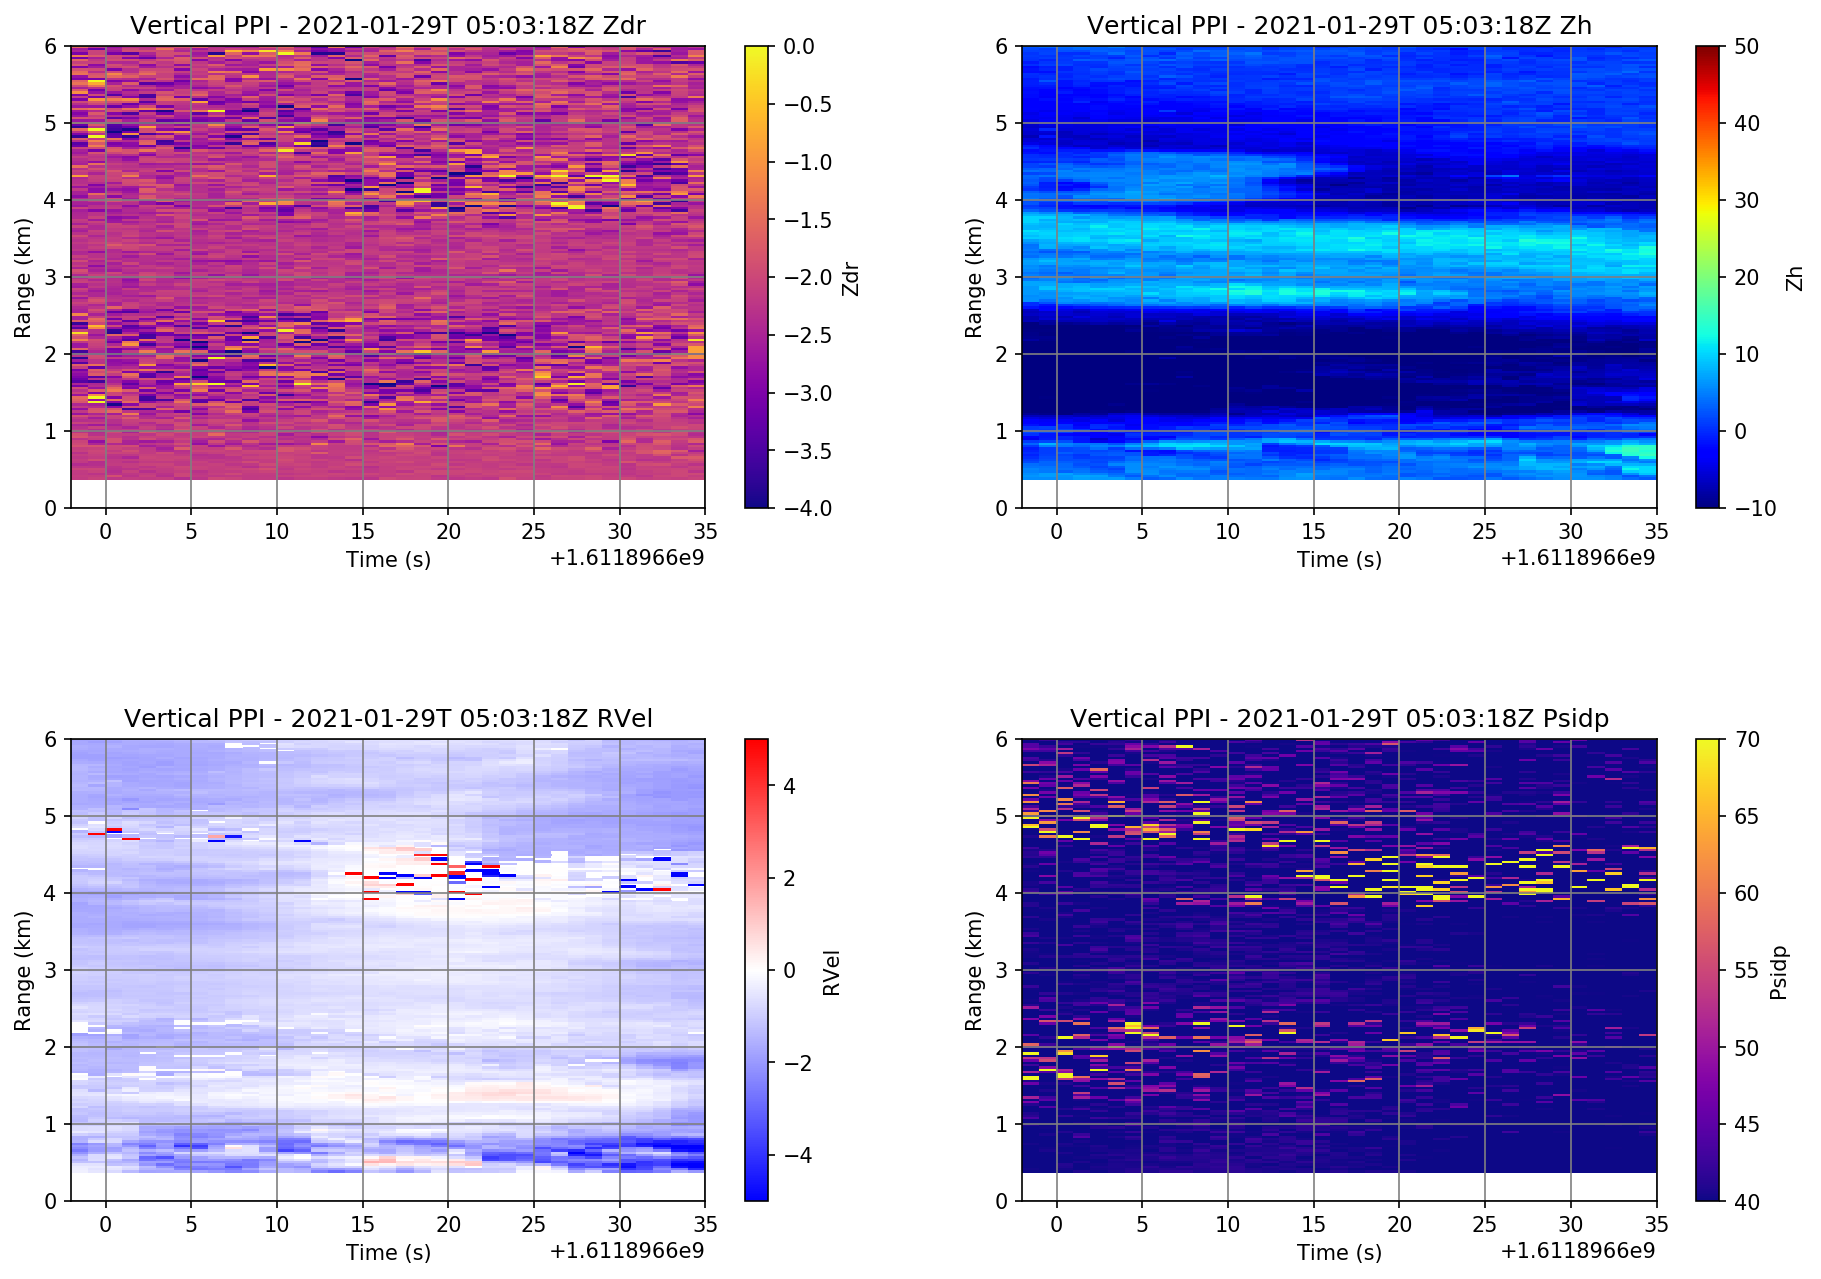 Vertical PPI - 2021-01-29T 05:03:18Z Zdr
6
5
4
3
2
1
0
Range (km)
0 5 10 15 20 25 30 35
Time (s)
+1.6118966e9
0.0
−0.5
−1.0
−1.5
−2.0
−2.5
−3.0
−3.5
−4.0
Zdr
Vertical PPI - 2021-01-29T 05:03:18Z Zh
6
5
4
3
2
1
0
Range (km)
0 5 10 15 20 25 30 35
Time (s)
+1.6118966e9
50
40
30
20
10
0
−10
Zh
Vertical PPI - 2021-01-29T 05:03:18Z RVel
6
5
4
3
2
1
0
Range (km)
0 5 10 15 20 25 30 35
Time (s)
+1.6118966e9
4
2
0
−2
−4
RVel
Vertical PPI - 2021-01-29T 05:03:18Z Psidp
6
5
4
3
2
1
0
Range (km)
0 5 10 15 20 25 30 35
Time (s)
+1.6118966e9
70
65
60
55
50
45
40
Psidp